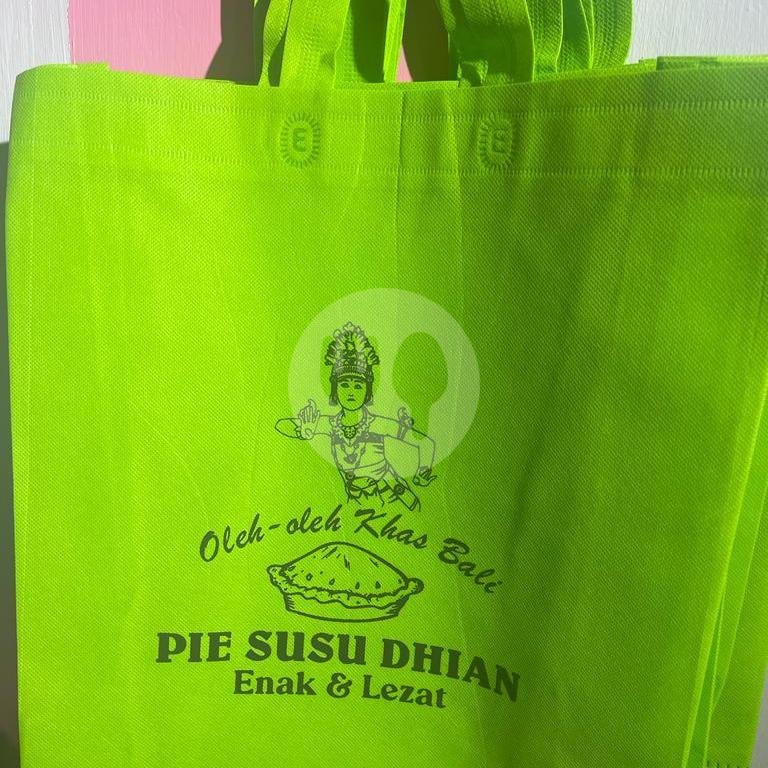 Oleh-oleh Khas Bali
PIE SUSU DHIAN
Enak & Lezat